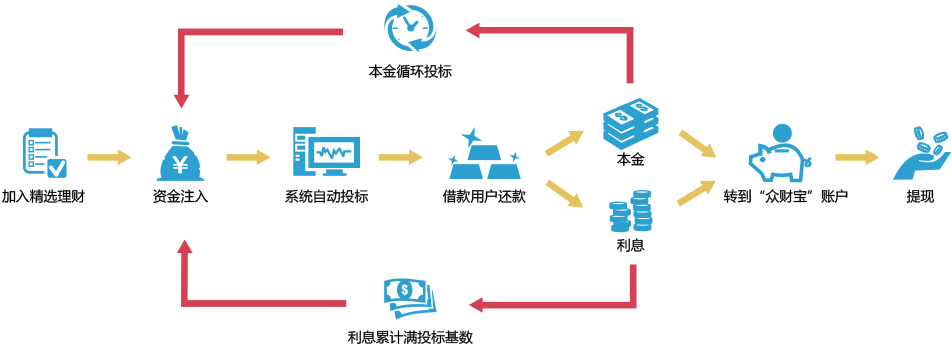 本金循环投标
加入精选理财
¥
资金注入
系统自动投标
借款用户还款
本金
利息
转到“众财宝”账户
提现
$
利息累计满投标基数